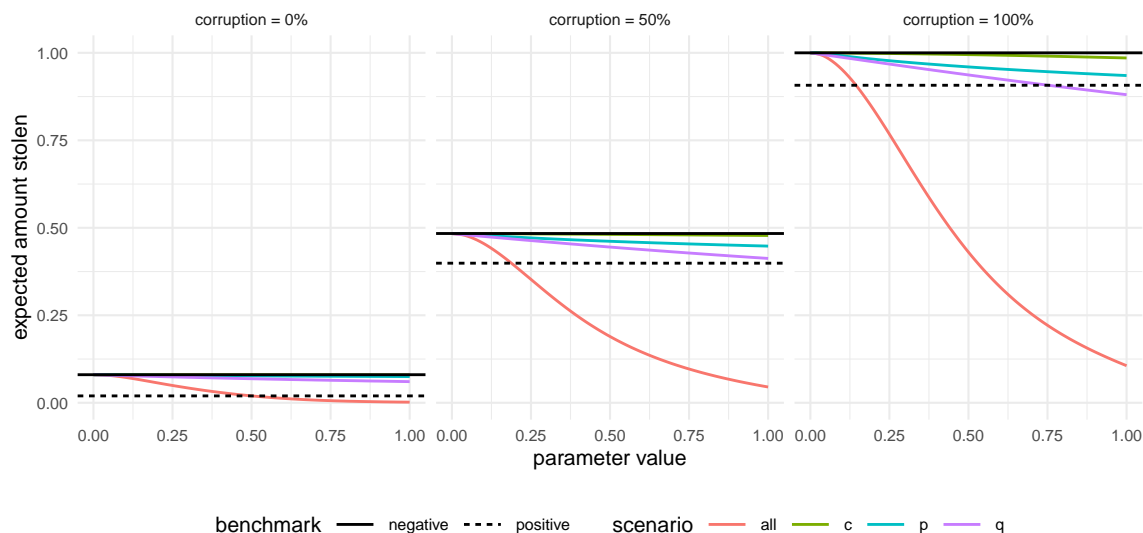 corruption = 0% corruption = 50% corruption = 100%
1.00
0.75
0.50
0.25
0.00
expected amount stolen
0.00 0.25 0.50 0.75 1.00 0.00 0.25 0.50 0.75 1.00 0.00 0.25 0.50 0.75 1.00
parameter value
benchmark negative positive scenario all c p q